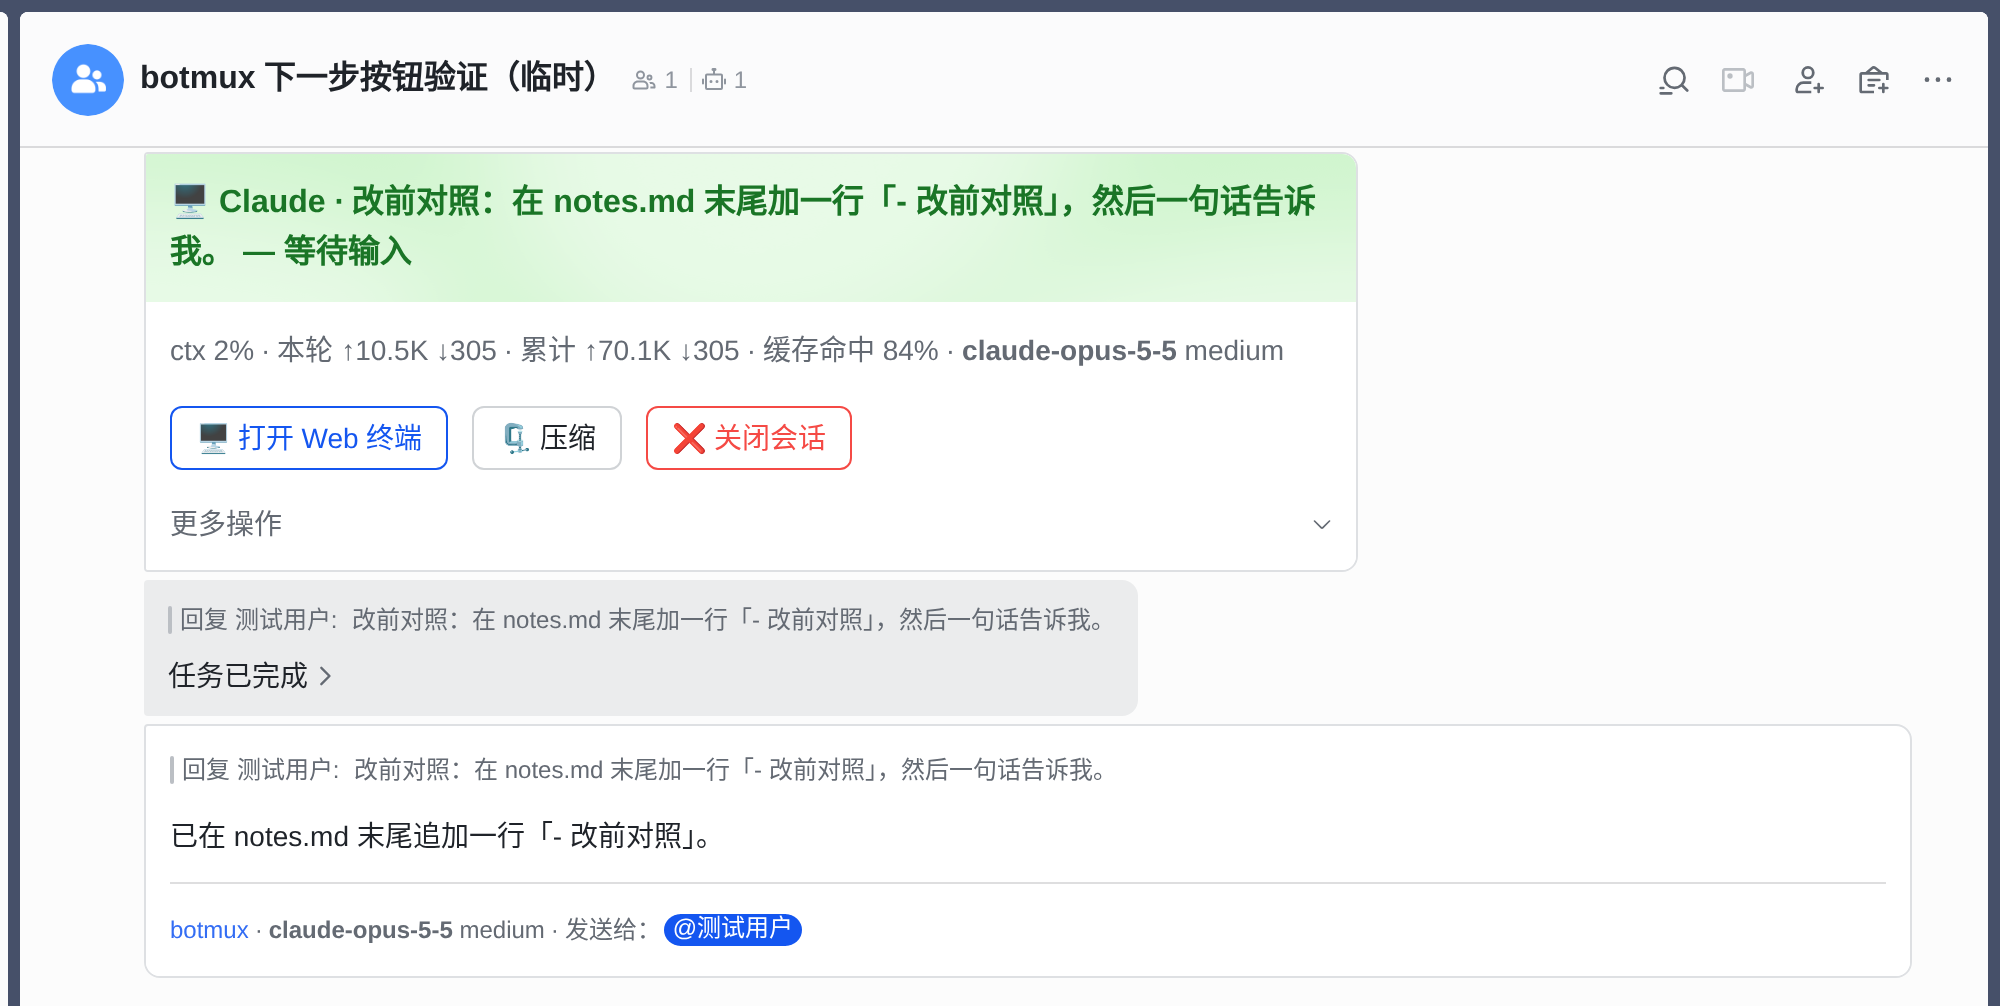 botmux 下一步按钮验证（临时） 1 1
Claude · 改前对照：在 notes.md 末尾加一行「- 改前对照」，然后一句话告诉
我。 — 等待输入
ctx 2% · 本轮 ↑10.5K ↓305 · 累计 ↑70.1K ↓305 · 缓存命中 84% · claude-opus-5-5 medium
打开 Web 终端 压缩 关闭会话
更多操作
回复 测试用户: 改前对照：在 notes.md 末尾加一行「- 改前对照」，然后一句话告诉我。
任务已完成
回复 测试用户: 改前对照：在 notes.md 末尾加一行「- 改前对照」，然后一句话告诉我。
已在 notes.md 末尾追加一行「- 改前对照」。
botmux · claude-opus-5-5 medium · 发送给： @测试用户